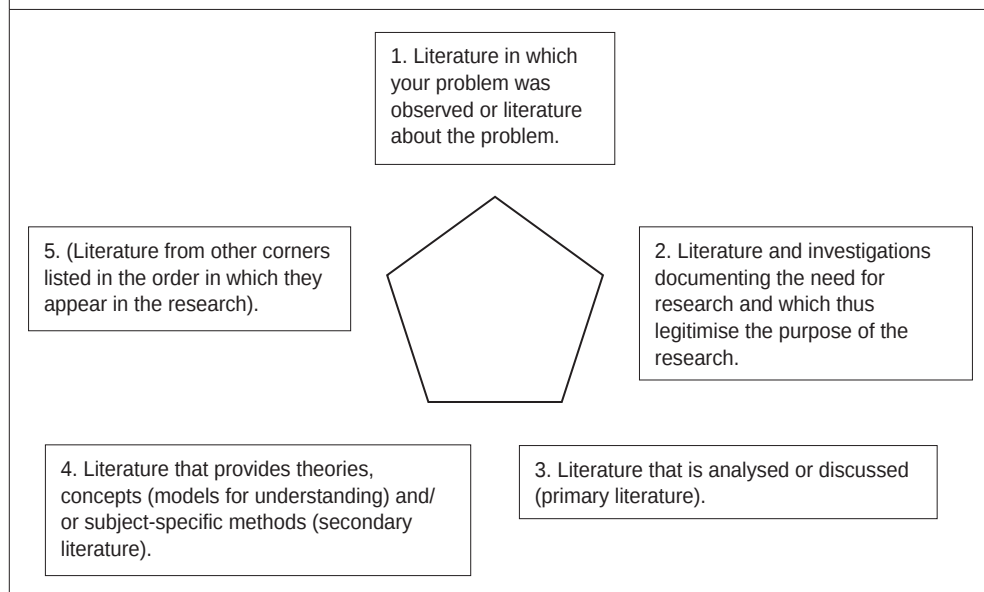 1. Literature in which
your problem was
observed or literature
about the problem.
2. Literature and investigations
documenting the need for
research and which thus
legitimise the purpose of the
research.
3. Literature that is analysed or discussed
(primary literature).
4. Literature that provides theories,
concepts (models for understanding) and/
or subject-specific methods (secondary
literature).
5. (Literature from other corners
listed in the order in which they
appear in the research).